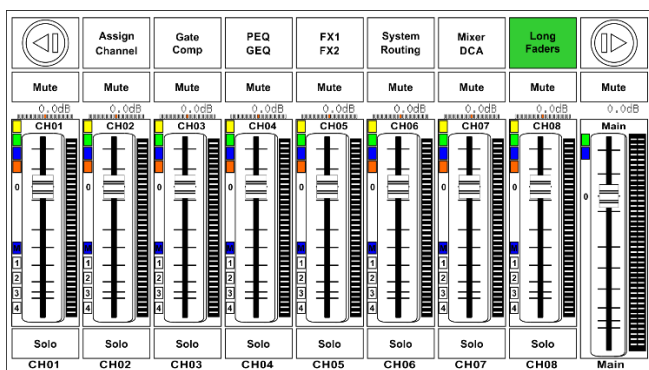 Assign Channel
Gate Comp
PEQ GEQ
FX1 FX2
System Routing
Mixer DCA
Long Faders
Mute Mute Mute Mute Mute Mute Mute Mute Mute
0.0dB 0.0dB 0.0dB 0.0dB 0.0dB 0.0dB 0.0dB 0.0dB 0.0dB
CH01 CH02 CH03 CH04 CH05 CH06 CH07 CH08 Main
0 0 0 0 0 0 0 0 0
M M M M M M M M
1 1 1 1 1 1 1 1
2 2 2 2 2 2 2 2
3 3 3 3 3 3 3 3
4 4 4 4 4 4 4 4
Solo Solo Solo Solo Solo Solo Solo Solo Solo
CH01 CH02 CH03 CH04 CH05 CH06 CH07 CH08 Main